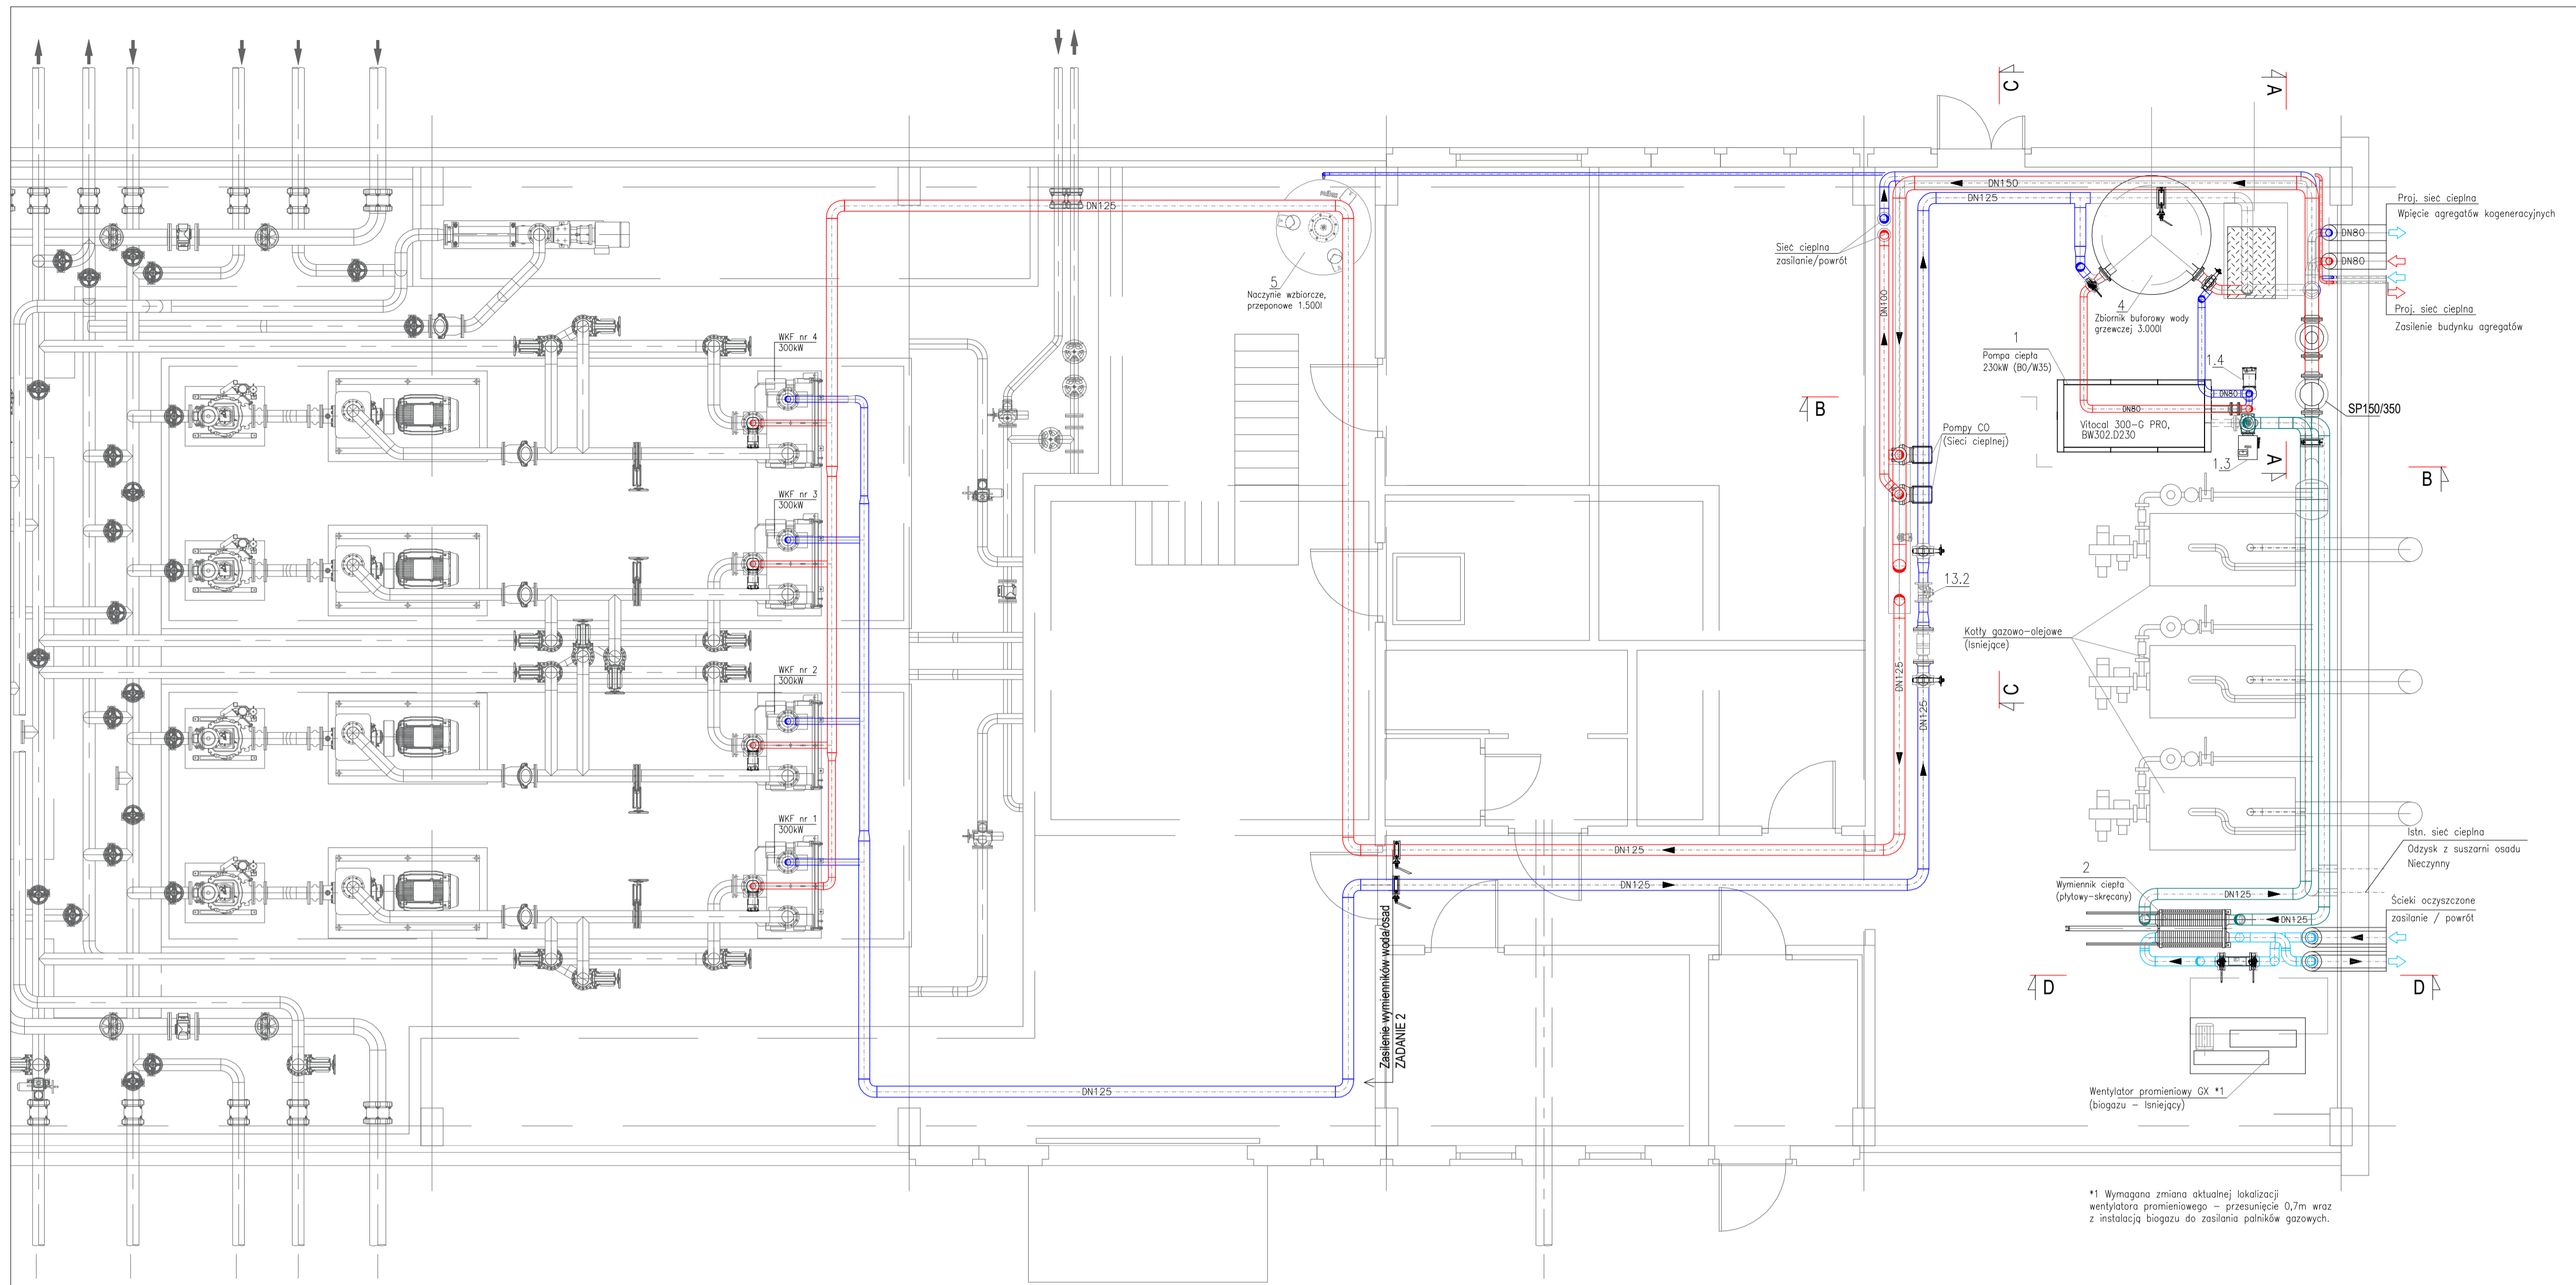 C
A
Proj. sieć cieplna
Wpięcie agregatów kogeneracyjnych
DN80
DN80
Proj. sieć cieplna
Zasilenie budynku agregatów
DN125
DN150
DN125
reflex
5
Naczynie wzbiorcze,
przeponowe 1.500l
Sieć cieplna
zasilanie/powrót
DN100
4
Zbiornik buforowy wody
grzewczej 3.000l
1
Pompa ciepła
230kW (B0/W35)
1.4
DN80
DN80
Vitocal 300-G PRO,
BW302.D230
1.3
SP150/350
A
B
B
Pompy CO
(Sieci cieplnej)
WKF nr 4
300kW
WKF nr 3
300kW
WKF nr 2
300kW
WKF nr 1
300kW
13.2
Kotły gazowo-olejowe
(Isniejące)
C
DN125
DN125
DN125
DN125
Istn. sieć cieplna
Odzysk z suszarni osadu
Nieczynny
2
Wymiennik ciepła
(płytowy-skręcany)
DN125
DN125
Ścieki oczyszczone
zasilanie / powrót
D
D
Zasilenie wymienników woda/osad
ZADANIE 2
DN125
Wentylator promieniowy GX *1
(biogazu - Isniejący)
*1 Wymagana zmiana aktualnej lokalizacji
wentylatora promieniowego - przesunięcie 0,7m wraz
z instalacją biogazu do zasilania palników gazowych.